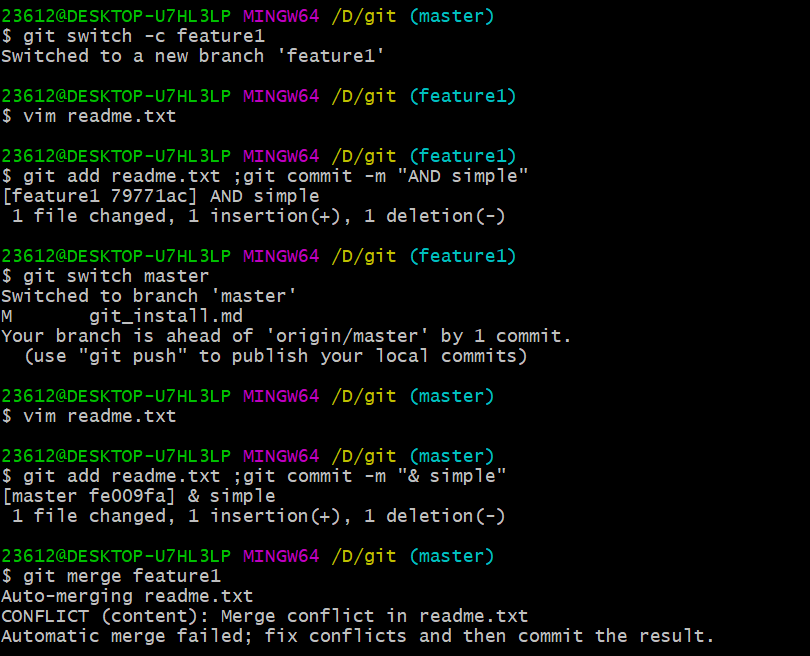 23612@DESKTOP-U7HL3LP MINGW64 /D/git (master)
$ git switch -c feature1
Switched to a new branch 'feature1'
23612@DESKTOP-U7HL3LP MINGW64 /D/git (feature1)
$ vim readme.txt
23612@DESKTOP-U7HL3LP MINGW64 /D/git (feature1)
$ git add readme.txt ;git commit -m "AND simple"
[feature1 79771ac] AND simple
 1 file changed, 1 insertion(+), 1 deletion(-)
23612@DESKTOP-U7HL3LP MINGW64 /D/git (feature1)
$ git switch master
Switched to branch 'master'
M       git_install.md
Your branch is ahead of 'origin/master' by 1 commit.
  (use "git push" to publish your local commits)
23612@DESKTOP-U7HL3LP MINGW64 /D/git (master)
$ vim readme.txt
23612@DESKTOP-U7HL3LP MINGW64 /D/git (master)
$ git add readme.txt ;git commit -m "& simple"
[master fe009fa] & simple
 1 file changed, 1 insertion(+), 1 deletion(-)
23612@DESKTOP-U7HL3LP MINGW64 /D/git (master)
$ git merge feature1
Auto-merging readme.txt
CONFLICT (content): Merge conflict in readme.txt
Automatic merge failed; fix conflicts and then commit the result.